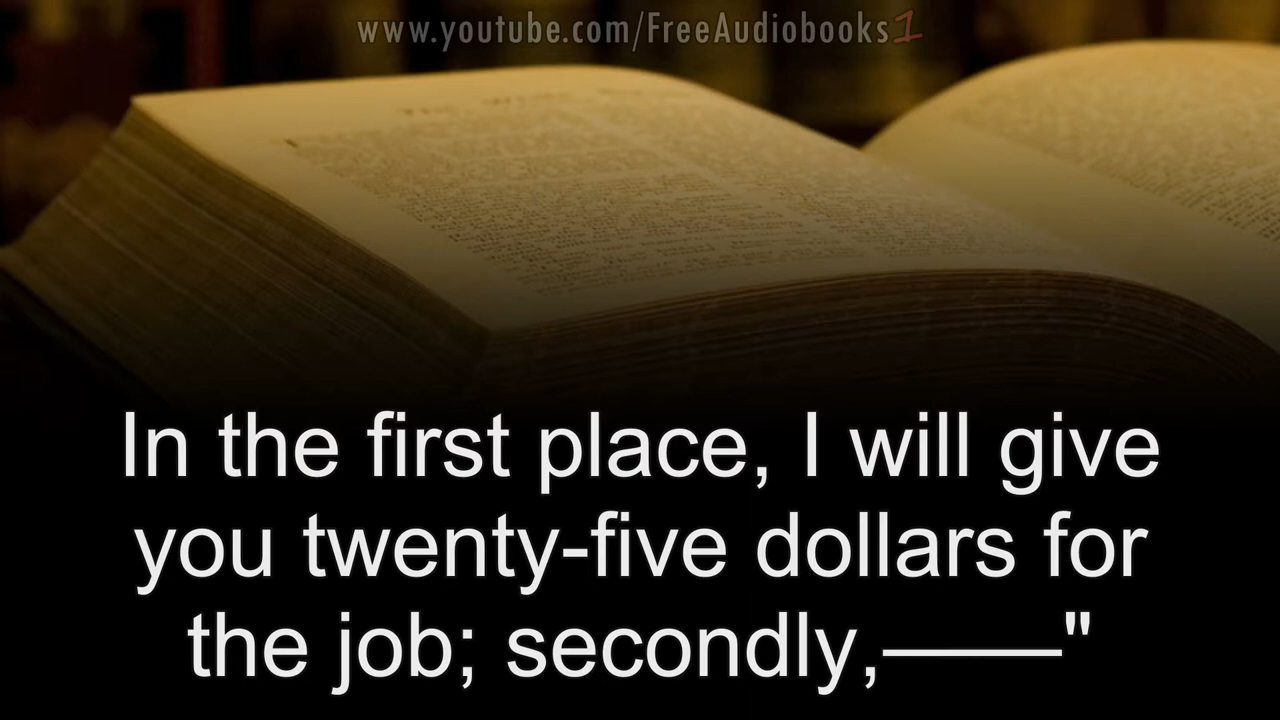 www.youtube.com/FreeAudiobooks1
In the first place, I will give
you twenty-five dollars for
the job; secondly,——"